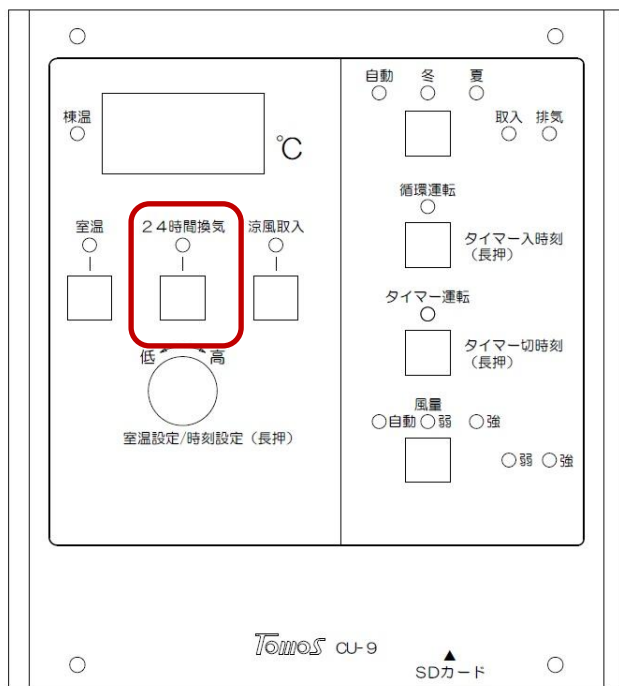 棟温
℃
室温
24時間換気
涼風取入
低
高
室温設定/時刻設定（長押）
自動
冬
夏
取入
排気
循環運転
タイマー入時刻
（長押）
タイマー運転
タイマー切時刻
（長押）
風量
自動
弱
強
弱
強
Tomos CU-9
▲
SDカード